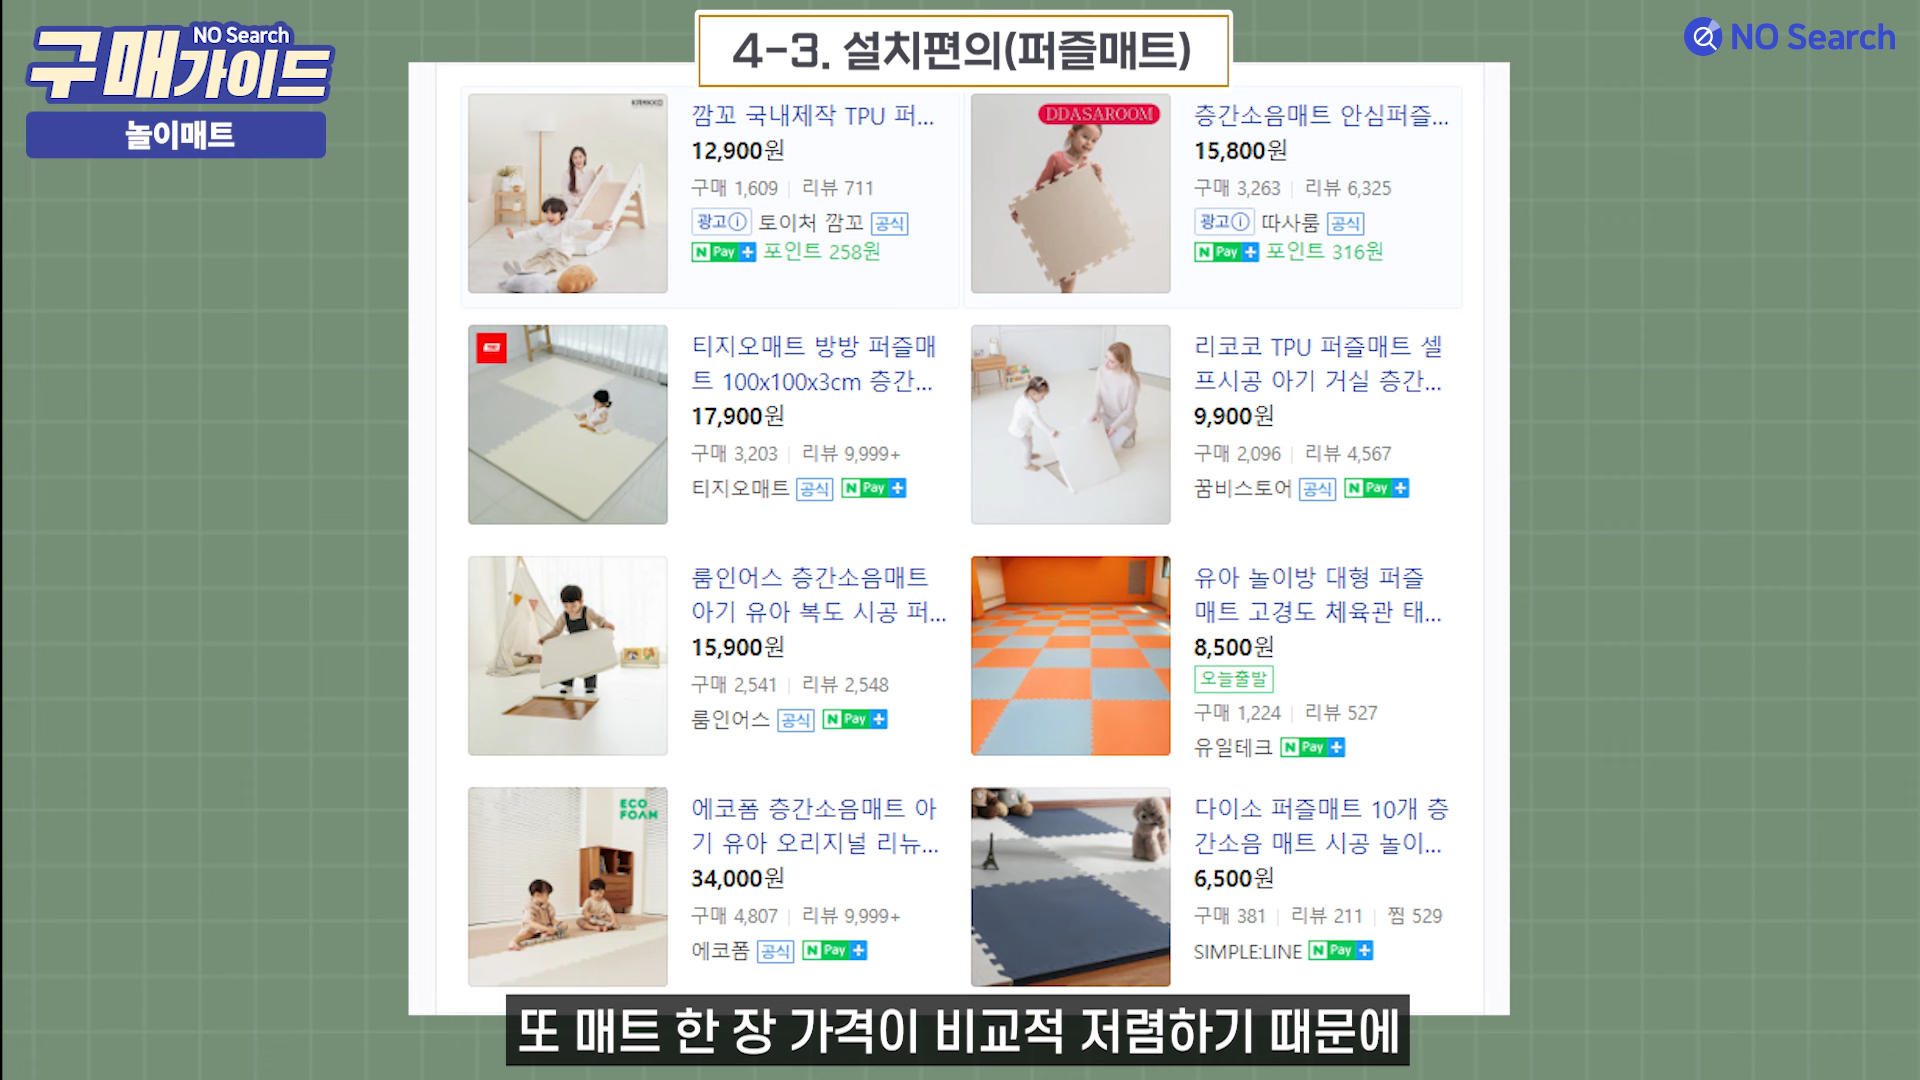 NO Search
구매가이드
놀이매트
4-3. 설치편의(퍼즐매트)
NO Search
깜꼬 국내제작 TPU 퍼...
12,900원
구매 1,609 | 리뷰 711
광고 토이처 깜꼬 공식
N Pay + 포인트 258원
DDASAROOM
층간소음매트 안심퍼즐...
15,800원
구매 3,263 | 리뷰 6,325
광고 따사룸 공식
N Pay + 포인트 316원
티지오매트 방방 퍼즐매
트 100x100x3cm 층간...
17,900원
구매 3,203 | 리뷰 9,999+
티지오매트 공식 N Pay +
리코코 TPU 퍼즐매트 셀
프시공 아기 거실 층간...
9,900원
구매 2,096 | 리뷰 4,567
꿈비스토어 공식 N Pay +
룸인어스 층간소음매트
아기 유아 복도 시공 퍼...
15,900원
구매 2,541 | 리뷰 2,548
룸인어스 공식 N Pay +
유아 놀이방 대형 퍼즐
매트 고경도 체육관 태...
8,500원
오늘출발
구매 1,224 | 리뷰 527
유일테크 N Pay +
ECO
FOAM
에코폼 층간소음매트 아
기 유아 오리지널 리뉴...
34,000원
구매 4,807 | 리뷰 9,999+
에코폼 공식 N Pay +
다이소 퍼즐매트 10개 층
간소음 매트 시공 놀이...
6,500원
구매 381 | 리뷰 211 | 찜 529
SIMPLE:LINE N Pay +
또 매트 한 장 가격이 비교적 저렴하기 때문에